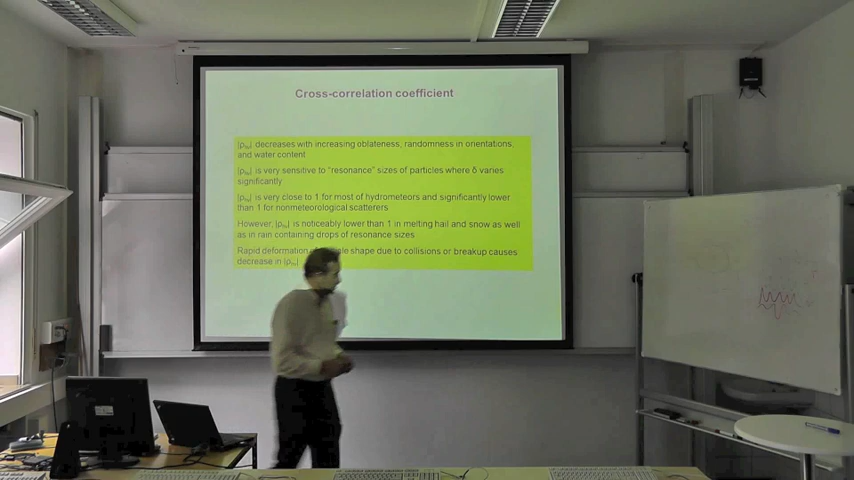 Cross-correlation coefficient
|ρhv| decreases with increasing oblateness, randomness in orientations,
and water content
|ρhv| is very sensitive to "resonance" sizes of particles where δ varies
significantly
|ρhv| is very close to 1 for most of hydrometeors and significantly lower
than 1 for nonmeteorological scatterers
However, |ρhv| is noticeably lower than 1 in melting hail and snow as well
as in rain containing drops of resonance sizes
Rapid deformation shape due to collisions or breakup causes
decrease in |ρhv|